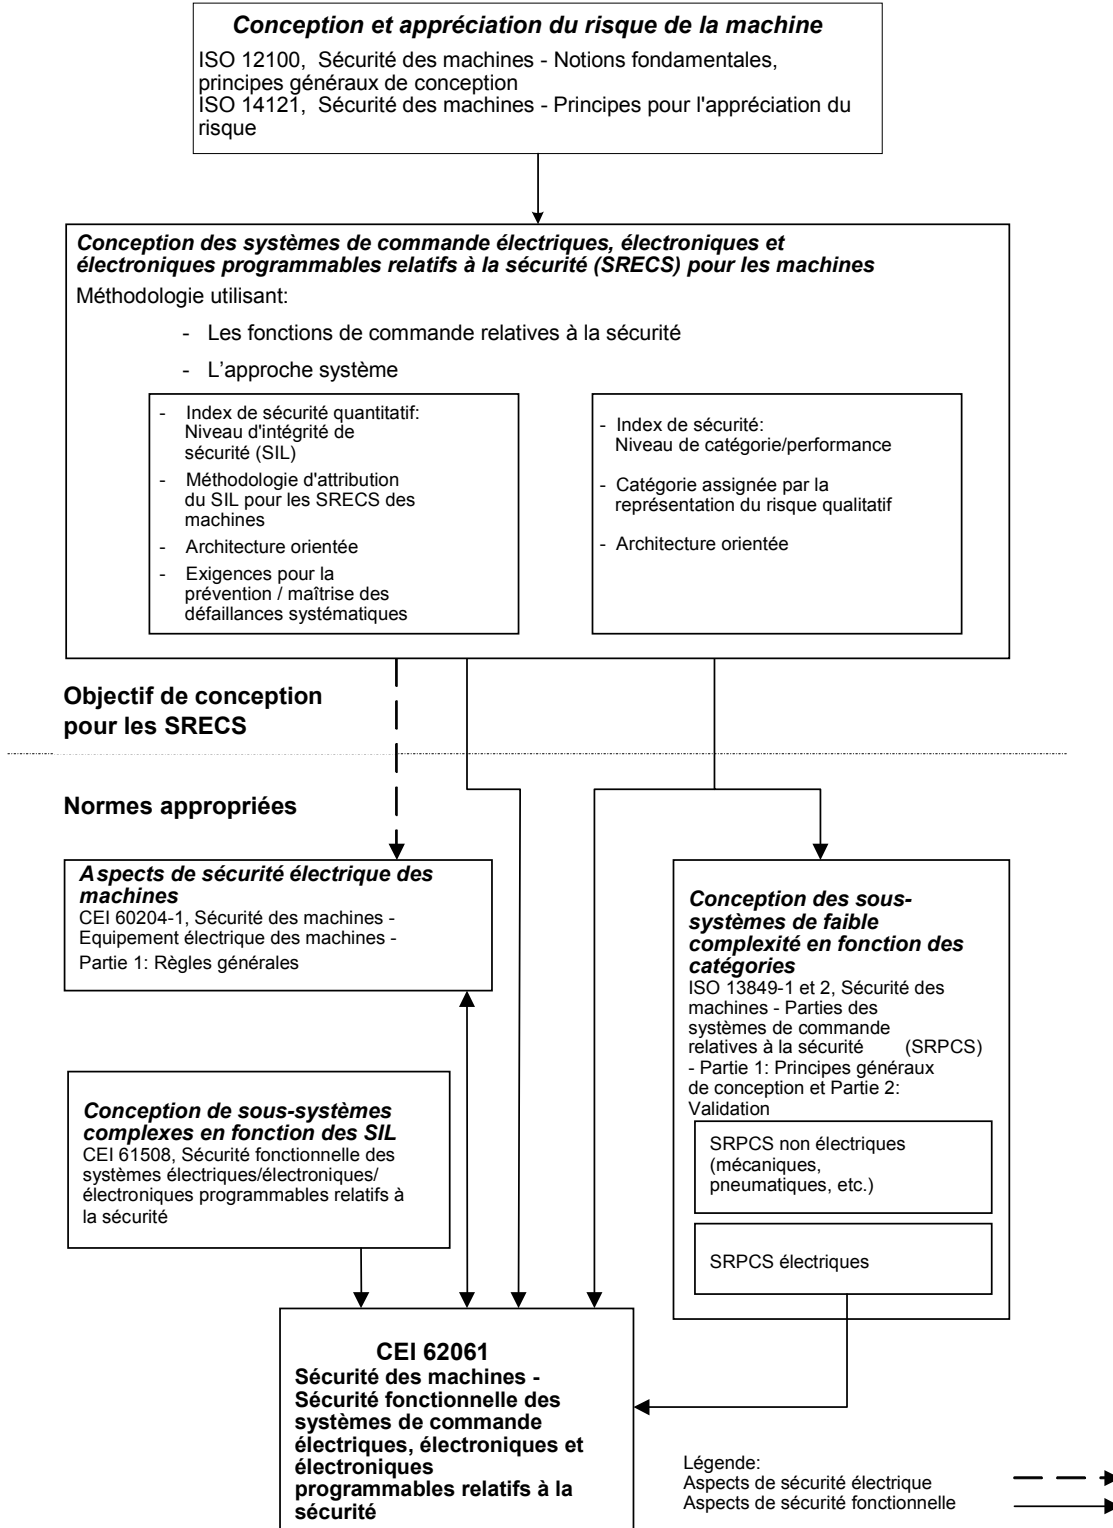 Conception et appréciation du risque de la machine
ISO 12100, Sécurité des machines - Notions fondamentales,
principes généraux de conception
ISO 14121, Sécurité des machines - Principes pour l'appréciation du
risque
Conception des systèmes de commande électriques, électroniques et
électroniques programmables relatifs à la sécurité (SRECS) pour les machines
Méthodologie utilisant:
- Les fonctions de commande relatives à la sécurité
- L'approche système
- Index de sécurité quantitatif:
Niveau d'intégrité de
sécurité (SIL)
- Méthodologie d'attribution
du SIL pour les SRECS des
machines
- Architecture orientée
- Exigences pour la
prévention / maîtrise des
défaillances systématiques
- Index de sécurité:
Niveau de catégorie/performance
- Catégorie assignée par la
représentation du risque qualitatif
- Architecture orientée
Objectif de conception
pour les SRECS
Normes appropriées
Aspects de sécurité électrique des
machines
CEI 60204-1, Sécurité des machines -
Equipement électrique des machines -
Partie 1: Règles générales
Conception des sous-
systèmes de faible
complexité en fonction des
catégories
ISO 13849-1 et 2, Sécurité des
machines - Parties des
systèmes de commande
relatives à la sécurité (SRPCS)
- Partie 1: Principes généraux
de conception et Partie 2:
Validation
SRPCS non électriques
(mécaniques,
pneumatiques, etc.)
SRPCS électriques
Conception de sous-systèmes
complexes en fonction des SIL
CEI 61508, Sécurité fonctionnelle des
systèmes électriques/électroniques/
électroniques programmables relatifs à
la sécurité
CEI 62061
Sécurité des machines -
Sécurité fonctionnelle des
systèmes de commande
électriques, électroniques et
électroniques
programmables relatifs à la
sécurité
Légende:
Aspects de sécurité électrique
Aspects de sécurité fonctionnelle